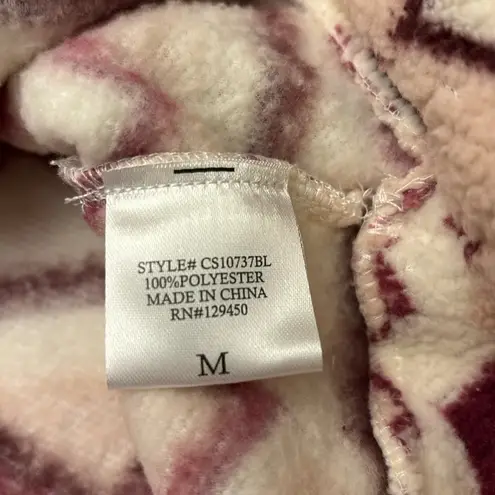 STYLE# CS10737BL
100%POLYESTER
MADE IN CHINA
RN#129450
M